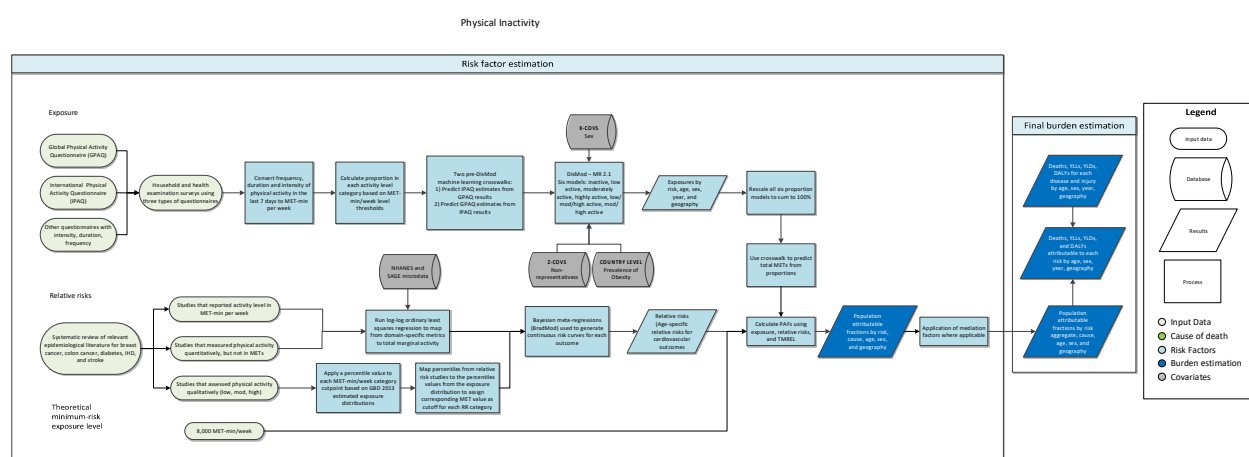 Physical Inactivity
Risk factor estimation
Exposure
Global Physical Activity
Questionnaire (GPAQ)
International Physical
Activity Questionnaire
(IPAQ)
Other questionnaires with
intensity, duration,
frequency
Household and health
examination surveys using
three types of questionnaires
Convert frequency,
duration and intensity of
physical activity in the
last 7 days to MET-min
per week
Calculate proportion in
each activity level
category based on MET-
min/week level
thresholds
Two pre-DisMod
machine learning crosswalks:
1) Predict IPAQ estimates from
GPAQ results
2) Predict GPAQ estimates from
IPAQ results
X-COVS
Sex
DisMod – MR 2.1
Six models: inactive, low
active, moderately
active, highly active, low/
mod/high active, mod/
high active
Z-COVS
Non-
representativess
COUNTRY LEVEL
Prevalence of
Obesity
Exposures by
risk, age, sex,
year, and
geography
Rescale all six proportion
models to sum to 100%
Use crosswalk to predict
total METs from
proportions
Relative risks
Systematic review of relevant
epidemiological literature for breast
cancer, colon cancer, diabetes, IHD,
and stroke
Studies that reported activity level in
MET-min per week
Studies that measured physical activity
quantitatively, but not in METs
Studies that assessed physical activity
qualitatively (low, mod, high)
NHANES and
SAGE microdata
Run log-log ordinary least
squares regression to map
from domain-specific metrics
to total marginal activity
Apply a percentile value to
each MET-min/week category
cutpoint based on GBD 2013
estimated exposure
distributions
Map percentiles from relative
risk studies to the percentiles
values from the exposure
distribution to assign
corresponding MET value as
cutoff for each RR category
Bayesian meta-regressions
(BradMod) used to generate
continuous risk curves for each
outcome
Relative risks
(Age-specific
relative risks for
cardiovascular
outcomes
Calculate PAFs using
exposure, relative risks,
and TMREL
Population
attributable
fractions by risk,
cause, age, sex,
and geography
Application of mediation
factors where applicable
Theoretical
minimum-risk
exposure level
8,000 MET-min/week
Final burden estimation
Deaths, YLLs, YLDs,
DALYs for each
disease and injury
by age, sex, year,
geography
Deaths, YLLs, YLDs,
and DALYs
attributable to each
risk by age, sex,
year, geography
Population
attributable
fractions by risk
aggregate, cause,
age, sex, and
geography
Legend
Input data
Database
Results
Process
Input Data
Cause of death
Risk Factors
Burden estimation
Covariates